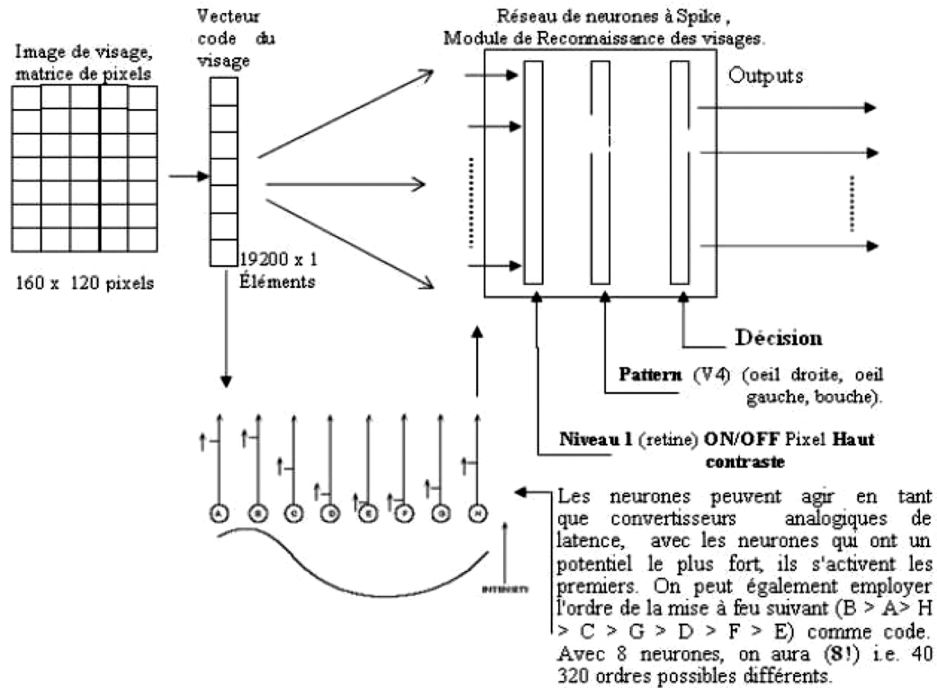 Vecteur
code du
visage
Réseau de neurones à Spike ,
Module de Reconnaissance des visages.
Image de visage,
matrice de pixels
Outputs
19200 x 1
Éléments
160 x 120 pixels
Décision
Pattern (V4) (oeil droite, oeil
gauche, bouche).
Niveau 1 (retine) ON/OFF Pixel Haut
contraste
A B C D E F G H
INTENSITY
Les neurones peuvent agir en tant
que convertisseurs analogiques de
latence, avec les neurones qui ont un
potentiel le plus fort, ils s'activent les
premiers. On peut également employer
l'ordre de la mise à feu suivant (B > A> H
> C > G > D > F > E) comme code.
Avec 8 neurones, on aura (8!) i.e. 40
320 ordres possibles différents.